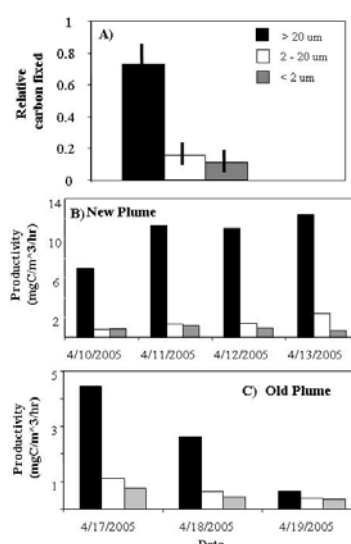 A)
> 20 um
2 - 20 um
< 2 um
1
0.8
0.6
0.4
0.2
0
Relative
carbon fixed
B) New Plume
14
10
6
2
Productivity
(mgC/m^3/hr)
4/10/2005 4/11/2005 4/12/2005 4/13/2005
C) Old Plume
5
3
1
Productivity
(mgC/m^3/hr)
4/17/2005 4/18/2005 4/19/2005
Date